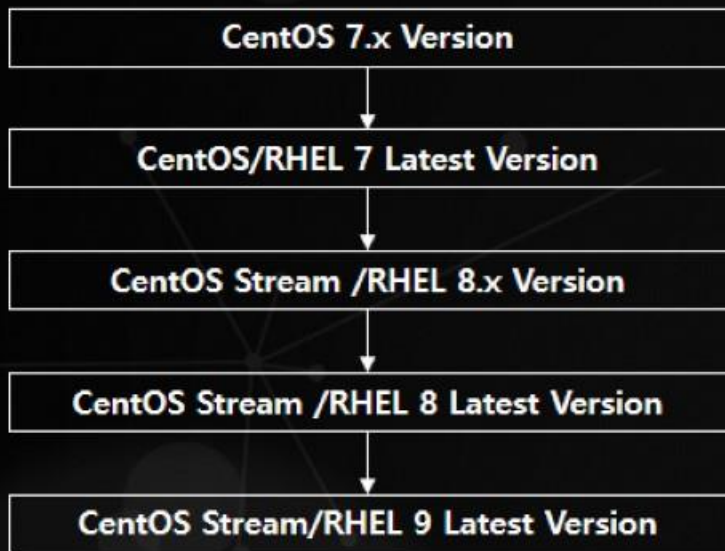 CentOS 7.x Version
CentOS/RHEL 7 Latest Version
CentOS Stream /RHEL 8.x Version
CentOS Stream /RHEL 8 Latest Version
CentOS Stream/RHEL 9 Latest Version